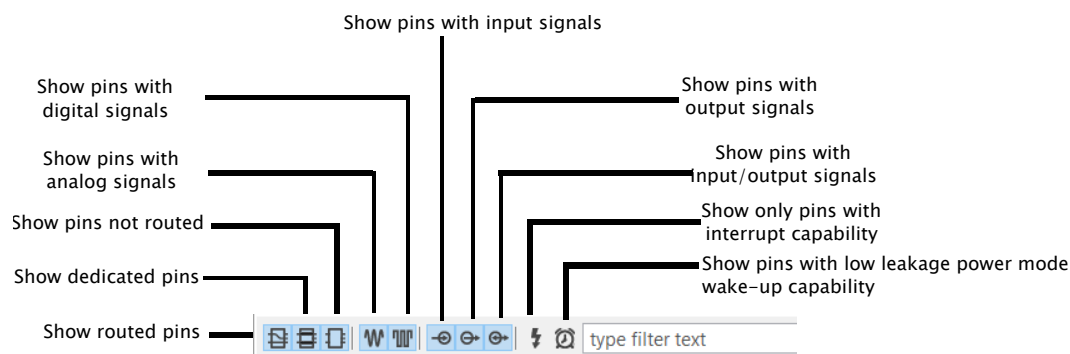 Show pins with input signals
Show pins with
digital signals
Show pins with
output signals
Show pins with
analog signals
Show pins with
input/output signals
Show pins not routed
Show only pins with
interrupt capability
Show dedicated pins
Show pins with low leakage power mode
wake-up capability
Show routed pins
type filter text